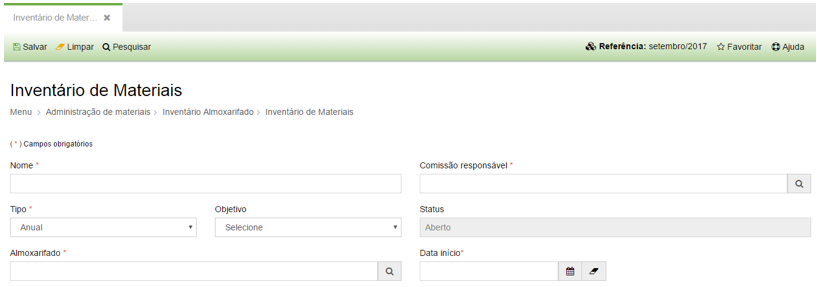 Inventário de Mater... ✖
Salvar Limpar Pesquisar Referência: setembro/2017 Favoritar Ajuda
Inventário de Materiais
Menu > Administração de materiais > Inventário Almoxarifado > Inventário de Materiais
( * ) Campos obrigatórios
Nome * Comissão responsável *
Tipo * Objetivo Status
Anual Selecione Aberto
Almoxarifado * Data início*